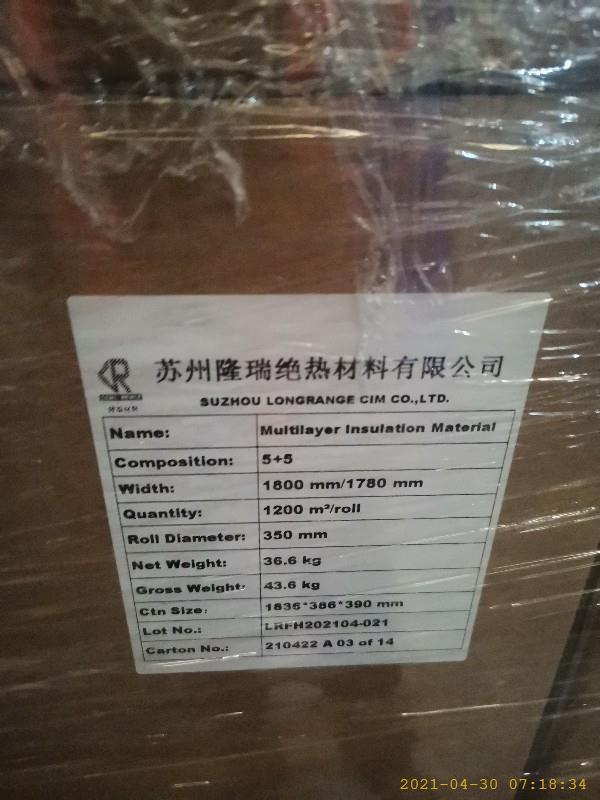 苏州隆瑞绝热材料有限公司
SUZHOU LONGRANGE CIM CO.,LTD.
Name: Multilayer Insulation Material
Composition: 5+5
Width: 1800 mm/1780 mm
Quantity: 1200 m²/roll
Roll Diameter: 350 mm
Net Weight: 36.6 kg
Gross Weight: 43.6 kg
Ctn Size: 1836*386*390 mm
Lot No.: LRFH202104-021
Carton No.: 210422 A 03 of 14
2021-04-30 07:18:34